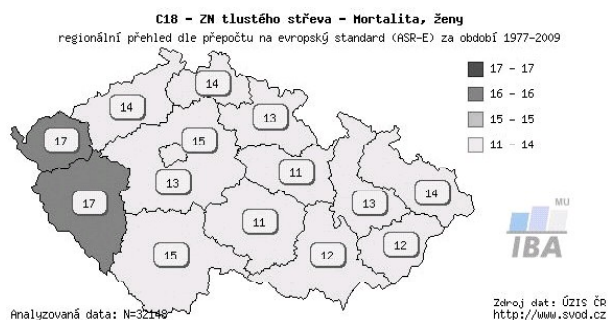 C18 - ZN tlustého střeva - Mortalita, ženy
regionální přehled dle přepočtu na evropský standard (ASR-E) za období 1977-2009
17 - 17
16 - 16
15 - 15
11 - 14
14
14
13
17
15
11
13
17
13
14
11
12
15
12
MU
IBA
Analyzovaná data: N=32148
Zdroj dat: ÚZIS ČR
http://www.svod.cz